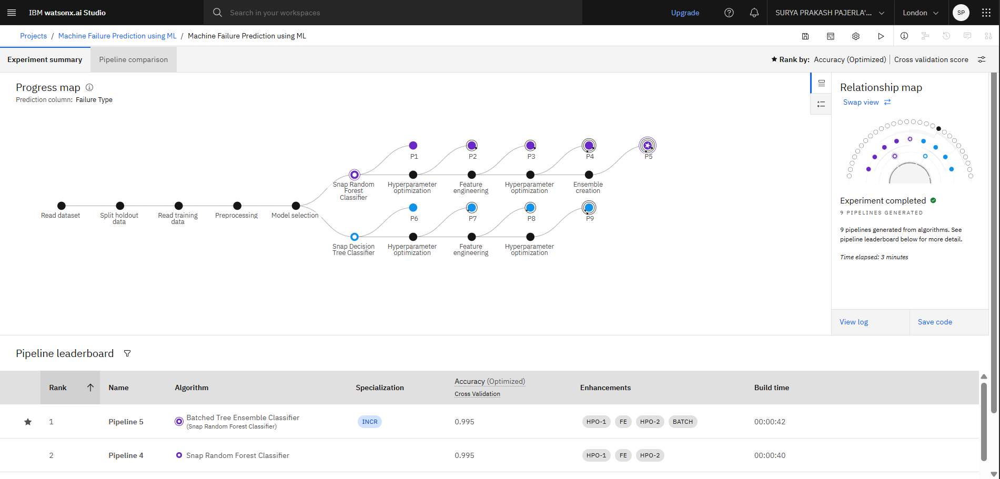 IBM watsonx.ai Studio
Search in your workspaces
Upgrade
SURYA PRAKASH PAJERLA'...
London
SP
Projects / Machine Failure Prediction using ML / Machine Failure Prediction using ML
Experiment summary
Pipeline comparison
Rank by: Accuracy (Optimized) | Cross validation score
Progress map
Prediction column: Failure Type
P1
P2
P3
P4
P5
Snap Random
Forest
Classifier
Hyperparameter
optimization
Feature
engineering
Hyperparameter
optimization
Ensemble
creation
Read dataset
Split holdout
data
Read training
data
Preprocessing
Model selection
P6
P7
P8
P9
Snap Decision
Tree Classifier
Hyperparameter
optimization
Feature
engineering
Hyperparameter
optimization
Relationship map
Swap view
Experiment completed
9 PIPELINES GENERATED
9 pipelines generated from algorithms. See
pipeline leaderboard below for more detail.
Time elapsed: 3 minutes
View log
Save code
Pipeline leaderboard
Rank Name Algorithm Specialization Accuracy (Optimized) Enhancements Build time
Cross Validation
1 Pipeline 5 Batched Tree Ensemble Classifier INCR 0.995 HPO-1 FE HPO-2 BATCH 00:00:42
(Snap Random Forest Classifier)
2 Pipeline 4 Snap Random Forest Classifier 0.995 HPO-1 FE HPO-2 00:00:40